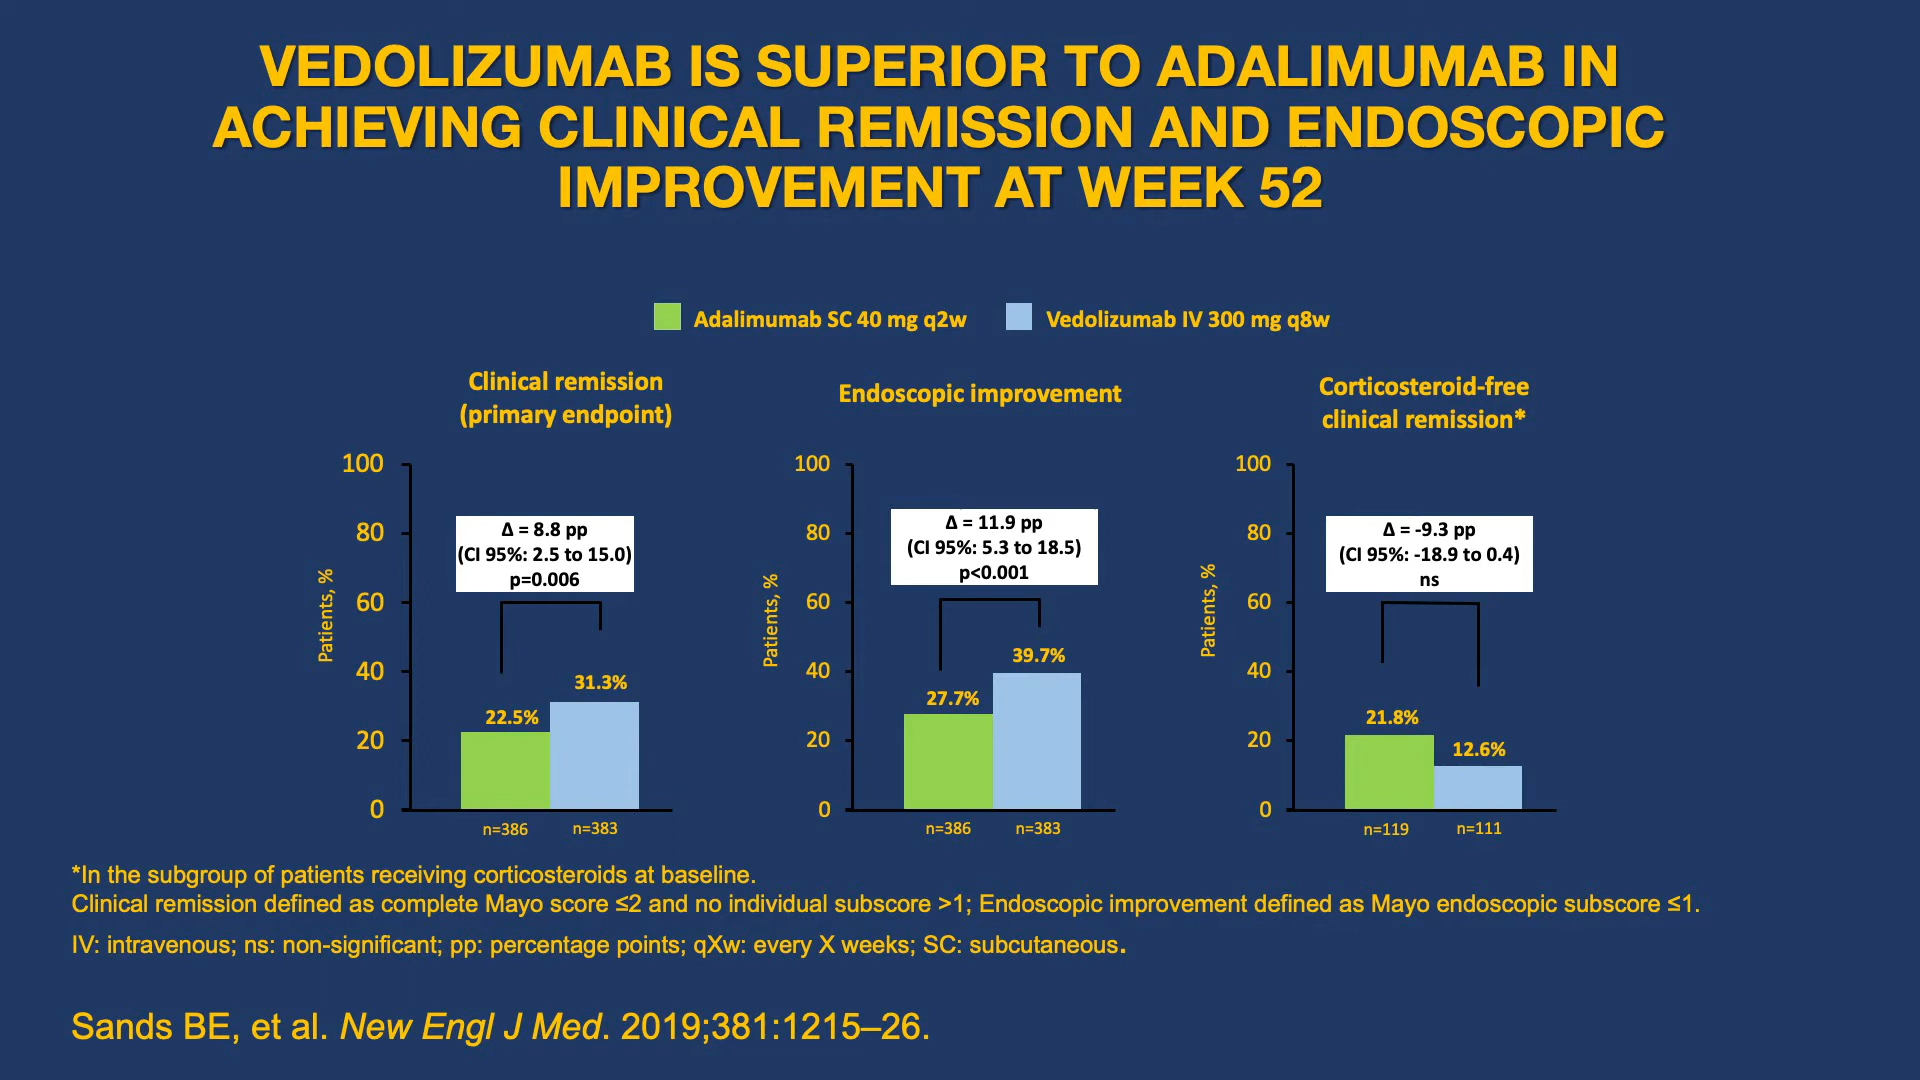 VEDOLIZUMAB IS SUPERIOR TO ADALIMUMAB IN
ACHIEVING CLINICAL REMISSION AND ENDOSCOPIC
IMPROVEMENT AT WEEK 52
Adalimumab SC 40 mg q2w
Vedolizumab IV 300 mg q8w
Clinical remission
(primary endpoint)
Patients, %
100
80
60
40
20
0
Δ = 8.8 pp
(CI 95%: 2.5 to 15.0)
p=0.006
22.5%
31.3%
n=386
n=383
Endoscopic improvement
Patients, %
100
80
60
40
20
0
Δ = 11.9 pp
(CI 95%: 5.3 to 18.5)
p<0.001
27.7%
39.7%
n=386
n=383
Corticosteroid-free
clinical remission*
Patients, %
100
80
60
40
20
0
Δ = -9.3 pp
(CI 95%: -18.9 to 0.4)
ns
21.8%
12.6%
n=119
n=111
*In the subgroup of patients receiving corticosteroids at baseline.
Clinical remission defined as complete Mayo score ≤2 and no individual subscore >1; Endoscopic improvement defined as Mayo endoscopic subscore ≤1.
IV: intravenous; ns: non-significant; pp: percentage points; qXw: every X weeks; SC: subcutaneous.
Sands BE, et al. New Engl J Med. 2019;381:1215–26.